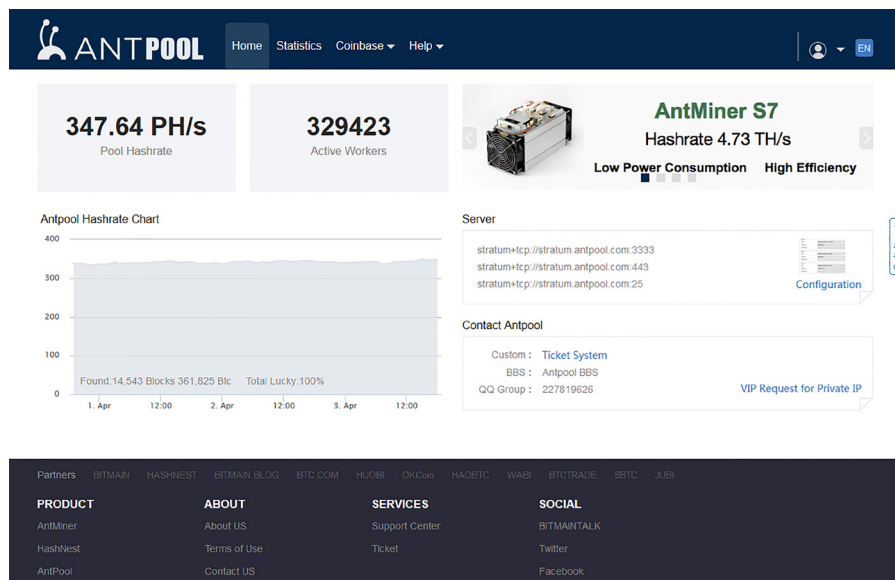 ANTPOOL
Home Statistics Coinbase Help
EN
347.64 PH/s
Pool Hashrate
329423
Active Workers
AntMiner S7
Hashrate 4.73 TH/s
Low Power Consumption High Efficiency
Antpool Hashrate Chart
400
300
200
100
0
Found:14,543 Blocks 361,825 Btc Total Lucky:100%
1. Apr 12:00 2. Apr 12:00 3. Apr 12:00
Server
stratum+tcp://stratum.antpool.com:3333
stratum+tcp://stratum.antpool.com:443
stratum+tcp://stratum.antpool.com:25
Configuration
Contact Antpool
Custom : Ticket System
BBS : Antpool BBS
QQ Group : 227819626
VIP Request for Private IP
Partners BITMAIN HASHNEST BITMAIN BLOG BTC.COM HUOBI OKCoin HAOBTC WABI BTCTRADE 8BTC JUBI
PRODUCT ABOUT SERVICES SOCIAL
AntMiner About US Support Center BITMAINTALK
HashNest Terms of Use Ticket Twitter
AntPool Contact US Facebook